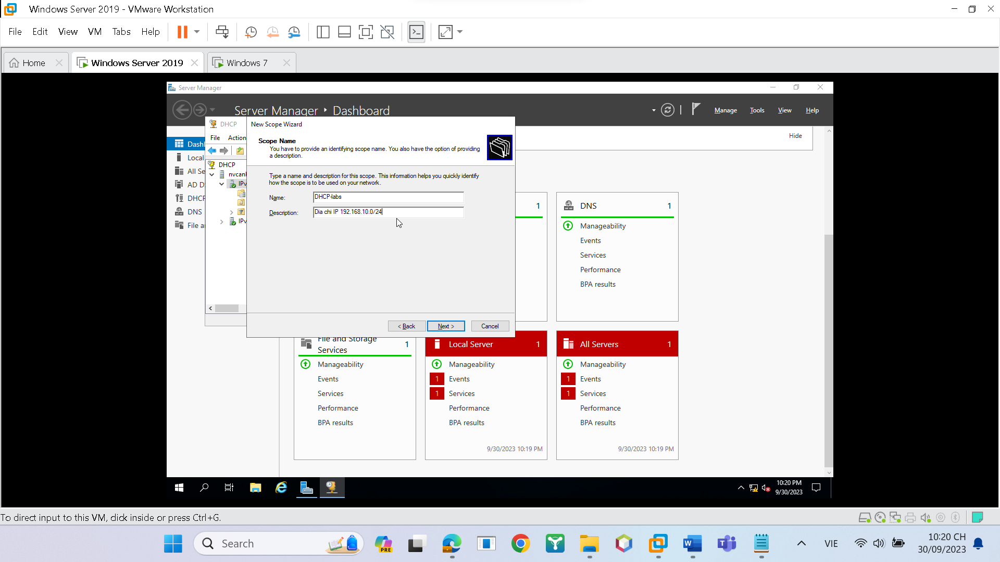 Windows Server 2019 - VMware Workstation
File Edit View VM Tabs Help
Home
Windows Server 2019
Windows 7
Server Manager
Server Manager
Dashboard
Manage Tools View Help
DHCP
File Action
DHCP
nvcanl
IPv
IPv
Dashl
Local
All Se
AD D
DHCP
DNS
File a
New Scope Wizard
Scope Name
You have to provide an identifying scope name. You also have the option of providing
a description.
Type a name and description for this scope. This information helps you quickly identify
how the scope is to be used on your network.
Name: DHCP-labs
Description: Dia chi IP 192.168.10.0/24
< Back Next > Cancel
Hide
1
DNS 1
Manageability
Events
Services
Performance
BPA results
File and Storage
Services 1
Manageability
Events
Services
Performance
BPA results
Local Server 1
Manageability
1 Events
1 Services
Performance
BPA results
9/30/2023 10:19 PM
All Servers 1
Manageability
1 Events
1 Services
Performance
BPA results
9/30/2023 10:19 PM
10:20 PM
9/30/2023
To direct input to this VM, click inside or press Ctrl+G.
Search
PRE
VIE
10:20 CH
30/09/2023